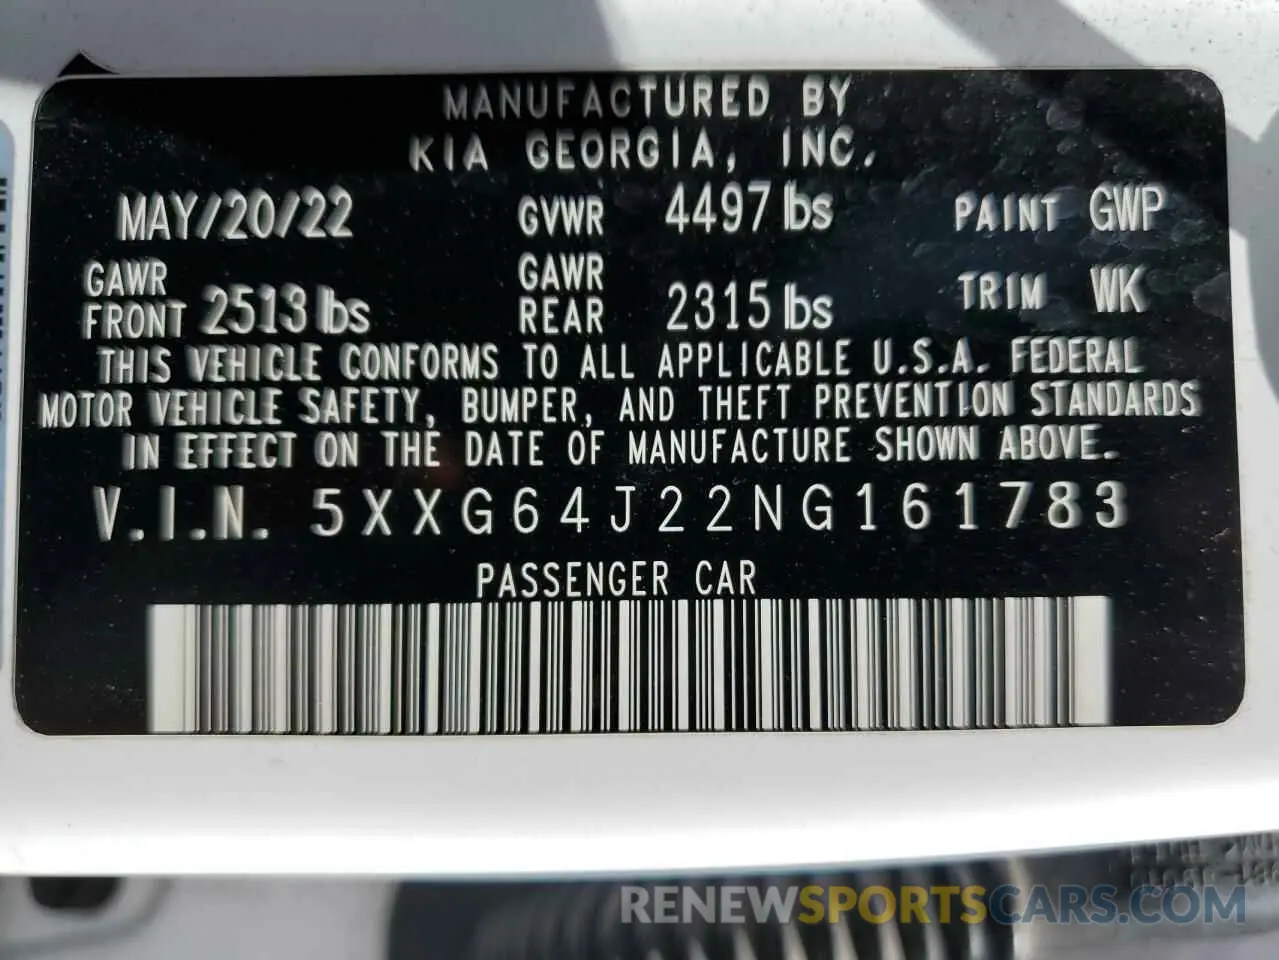 MANUFACTURED BY
KIA GEORGIA, INC.
MAY/20/22 GVWR 4497 lbs PAINT GWP
GAWR FRONT 2513 lbs GAWR REAR 2315 lbs TRIM WK
THIS VEHICLE CONFORMS TO ALL APPLICABLE U.S.A. FEDERAL
MOTOR VEHICLE SAFETY, BUMPER, AND THEFT PREVENTION STANDARDS
IN EFFECT ON THE DATE OF MANUFACTURE SHOWN ABOVE.
V.I.N. 5XXG64J22NG161783
PASSENGER CAR
RENEWSPORTSCARS.COM